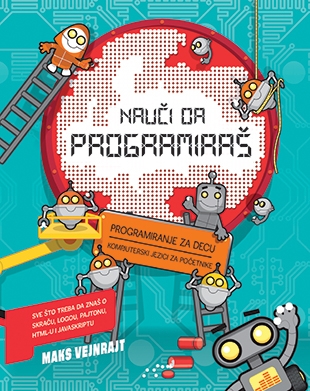 NAUČI DA
PROGRAMIRAŠ
PROGRAMIRANJE ZA DECU
KOMPJUTERSKI JEZICI ZA POČETNIKE
SVE ŠTO TREBA DA ZNAŠ O
SKRAČU, LOGOU, PAJTONU,
HTML-U I JAVASKRIPTU
MAKS VEJNRAJT